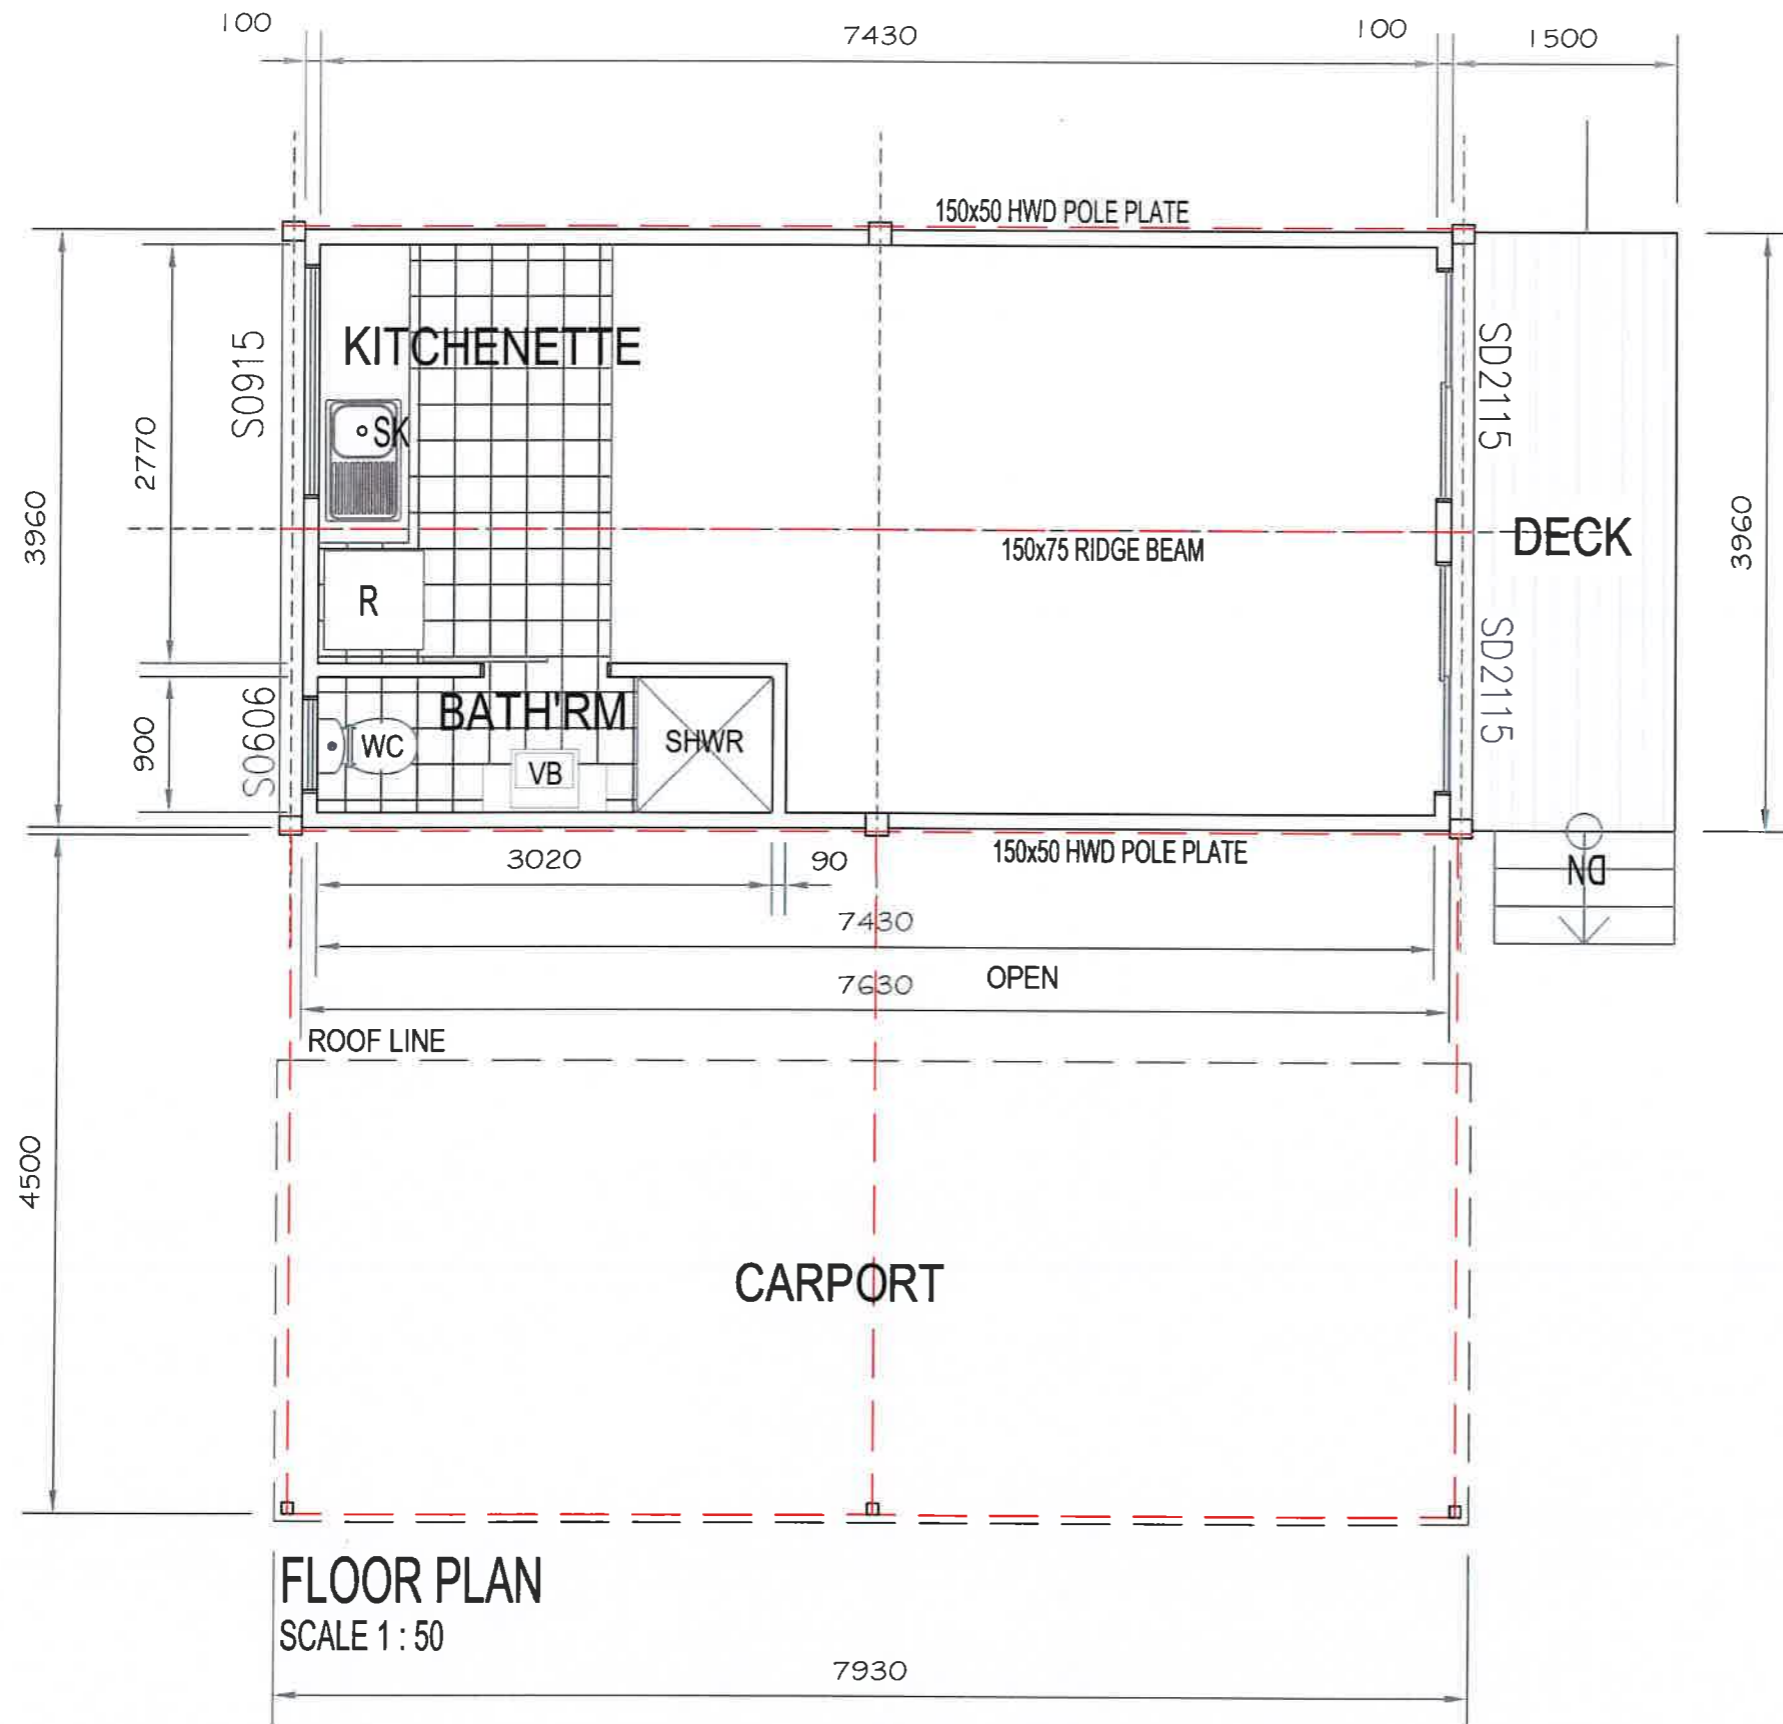 100
7430
100
1500
150x50 HWD POLE PLATE
KITCHENETTE
S0915
SD2115
2770
SK
3960
3960
DECK
150x75 RIDGE BEAM
R
SD2115
S0606
900
BATH'RM
WC
VB
SHWR
150x50 HWD POLE PLATE
3020
90
DN
7430
OPEN
7630
ROOF LINE
4500
CARPORT
FLOOR PLAN
SCALE 1 : 50
7930